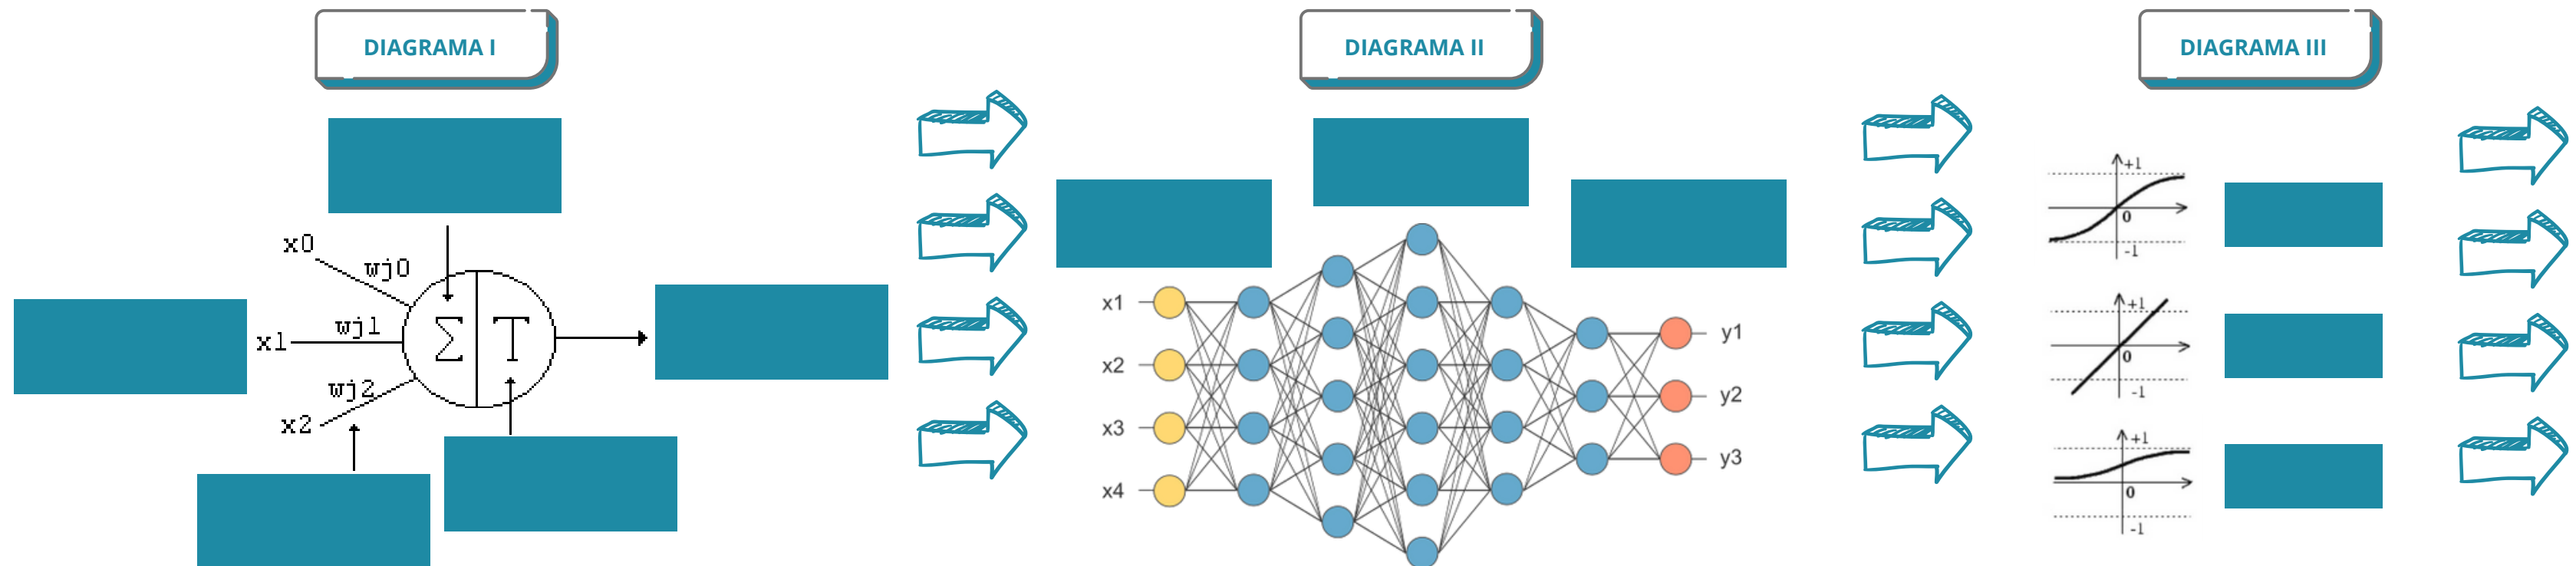 DIAGRAMA I
x0
wj0
x1
wj1
Σ
T
wj2
x2
DIAGRAMA II
x1
x2
x3
x4
y1
y2
y3
DIAGRAMA III
+1
0
-1
+1
0
-1
+1
0
-1